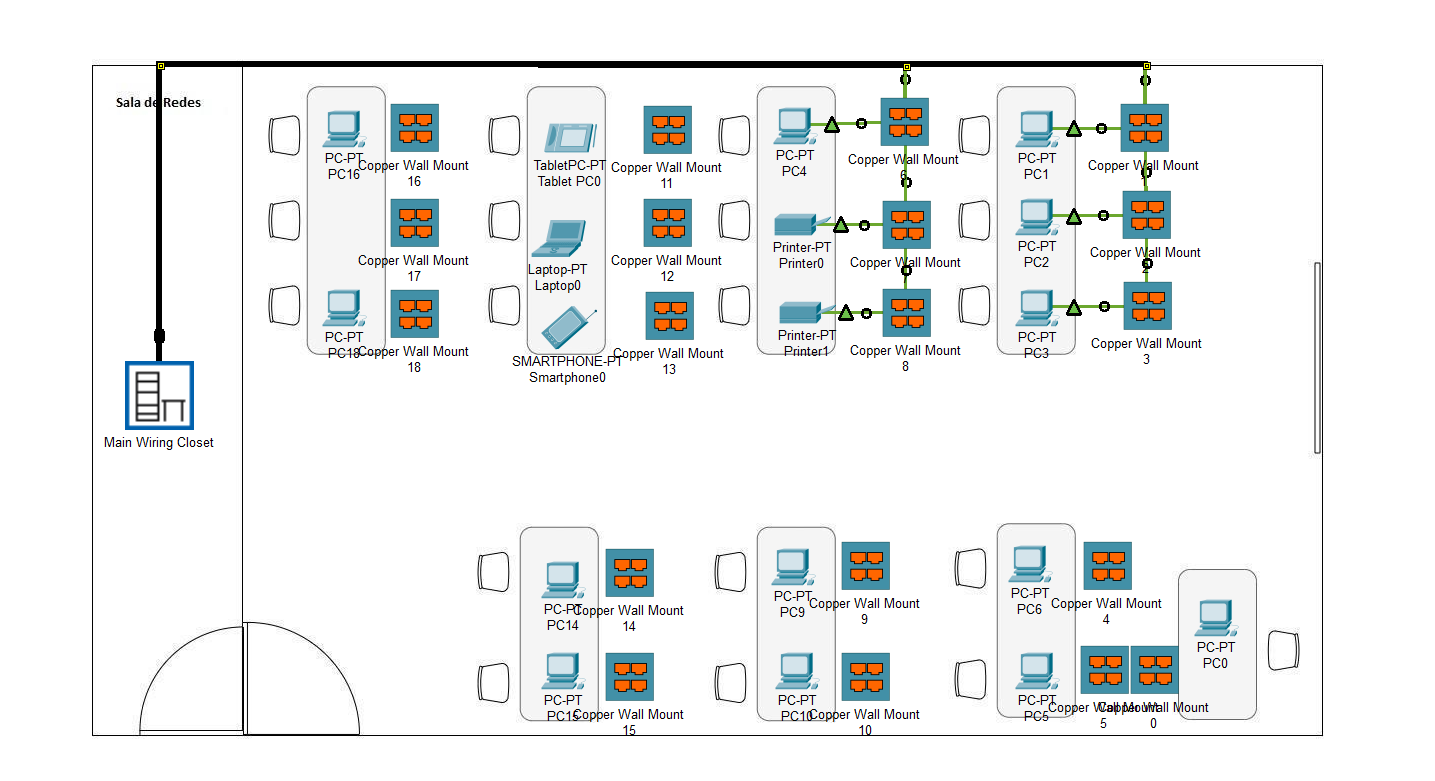 Sala de Redes
PC-PT
PC16
Copper Wall Mount
16
TabletPC-PT
Tablet PC0
Copper Wall Mount
11
PC-PT
PC4
Copper Wall Mount
6
PC-PT
PC1
Copper Wall Mount
Copper Wall Mount
17
Laptop-PT
Laptop0
Copper Wall Mount
12
Printer-PT
Printer0
Copper Wall Mount
PC-PT
PC2
Copper Wall Mount
2
PC-PT
PC18
Copper Wall Mount
18
SMARTPHONE-PT
Smartphone0
Copper Wall Mount
13
Printer-PT
Printer1
Copper Wall Mount
8
PC-PT
PC3
Copper Wall Mount
3
Main Wiring Closet
PC-PT
PC14
Copper Wall Mount
14
PC-PT
PC9
Copper Wall Mount
9
PC-PT
PC6
Copper Wall Mount
4
PC-PT
PC0
PC-PT
PC15
Copper Wall Mount
15
PC-PT
PC10
Copper Wall Mount
10
PC-PT
PC5
Copper Wall Mount
5
Copper Wall Mount
0